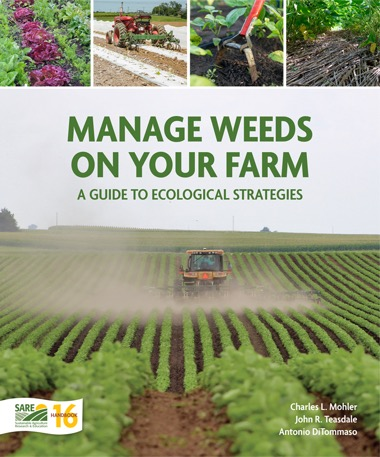 MANAGE WEEDS
ON YOUR FARM
A GUIDE TO ECOLOGICAL STRATEGIES
Charles L. Mohler
John R. Teasdale
Antonio DiTommaso
SARE
Sustainable Agriculture
Research & Education
HANDBOOK
16